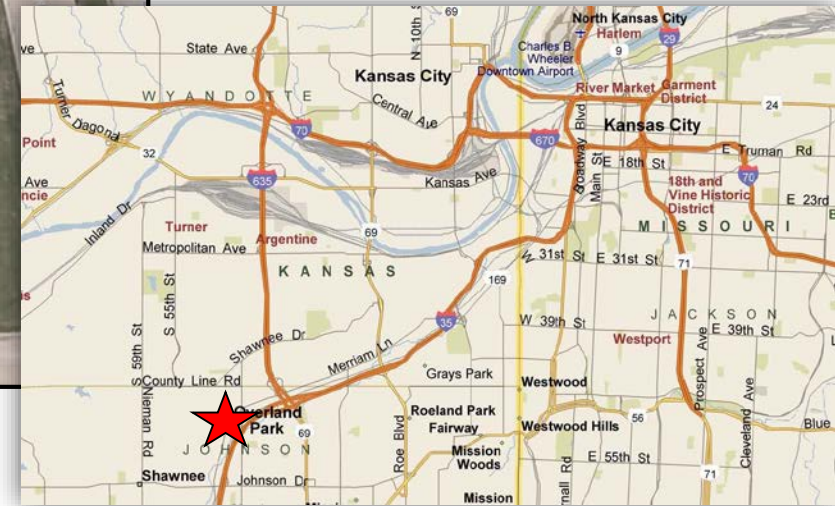 69
North Kansas City
Harlem
29
9
Charles B.
Wheeler
Downtown Airport
N 10th S
State Ave
Kansas City
River Market
Garment
District
24
WYANDOTTE
Central Ave
Turner Dagonal
70
Kansas City
670
Broadway Blvd
Main St
E Truman Rd
E 18th St
Point
32
Ave
635
Kansas Ave
70
18th and
Vine Historic
District
E 23rd
Inland Dr
Turner
69
MISSOURI
Metropolitan Ave
Argentine
W 31st St
E 31st St
71
KANSAS
169
S 55th St
35
JACKSON
W 39th St
E 39th St
S 59th St
Shawnee Dr
Merriam Ln
Westport
Prospect Ave
Cleveland Ave
County Line Rd
Grays Park
Westwood
Nieman Rd
Overland
Park
Roe Blvd
Roeland Park
Fairway
Westwood Hills
56
Blue
69
JOHNSON
Mission
Woods
E 55th St
Shawnee
Johnson Dr
71
Mission